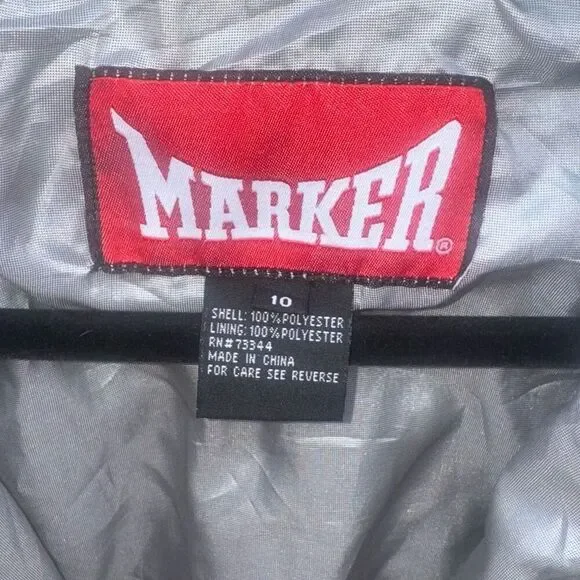 MARKER®
10
SHELL: 100% POLYESTER
LINING: 100% POLYESTER
RN# 73344
MADE IN CHINA
FOR CARE SEE REVERSE